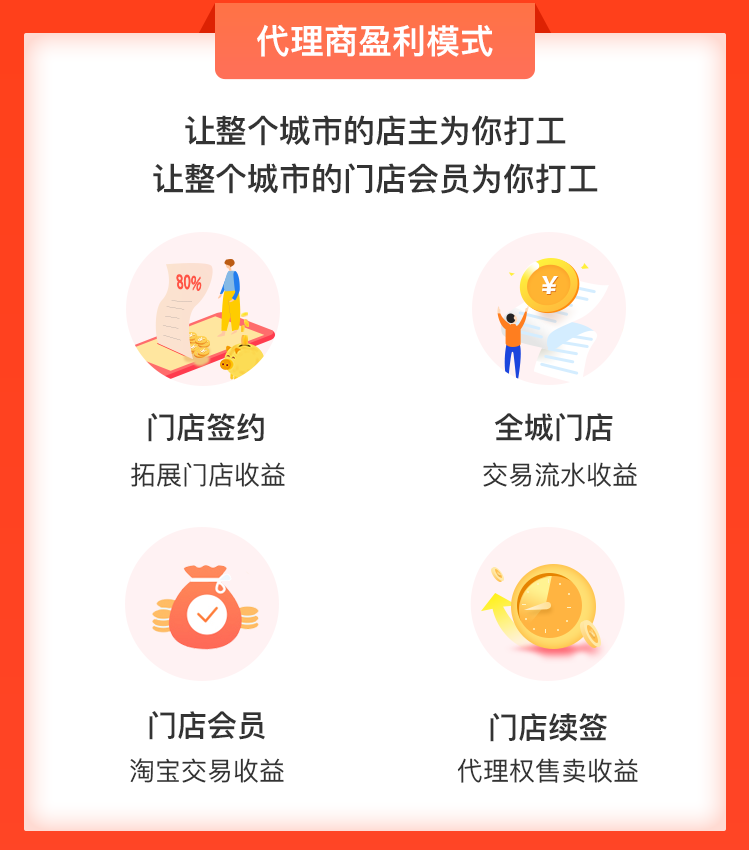 代理商盈利模式
让整个城市的店主为你打工
让整个城市的门店会员为你打工
80%
¥
门店签约
全城门店
拓展门店收益
交易流水收益
门店会员
门店续签
淘宝交易收益
代理权售卖收益